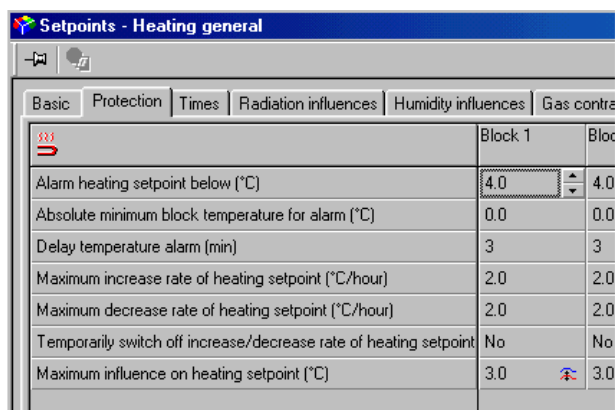 Setpoints - Heating general
Basic Protection Times Radiation influences Humidity influences Gas contra
Block 1 Bloc
Alarm heating setpoint below (°C) 4.0 4.0
Absolute minimum block temperature for alarm (°C) 0.0 0.0
Delay temperature alarm (min) 3 3
Maximum increase rate of heating setpoint (°C/hour) 2.0 2.0
Maximum decrease rate of heating setpoint (°C/hour) 2.0 2.0
Temporarily switch off increase/decrease rate of heating setpoint No No
Maximum influence on heating setpoint (°C) 3.0 3.0